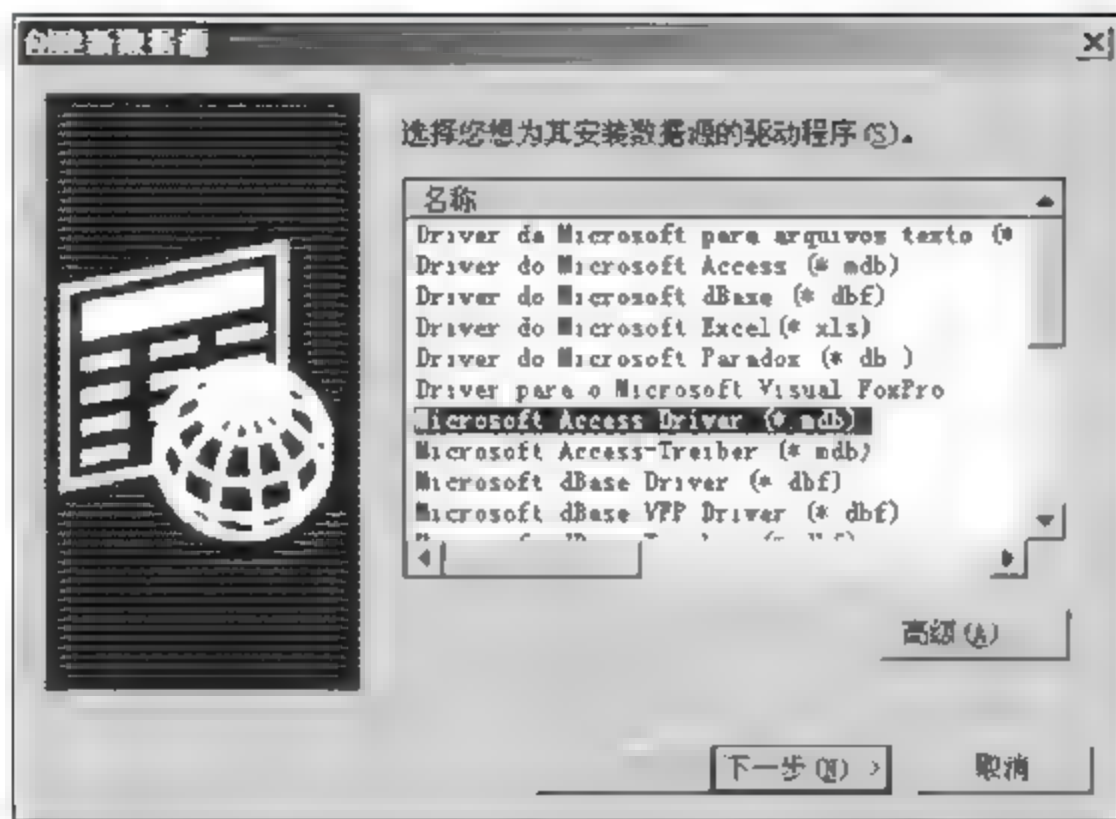 创建新数据源
选择您想为其安装数据源的驱动程序(S)。
名称
Driver da Microsoft para arquivos texto (*
Driver do Microsoft Access (* mdb)
Driver do Microsoft dBase (* dbf)
Driver do Microsoft Excel(* xls)
Driver do Microsoft Paradox (* db )
Driver para o Microsoft Visual FoxPro
Microsoft Access Driver (*.mdb)
Microsoft Access-Treiber (* mdb)
Microsoft dBase Driver (* dbf)
Microsoft dBase VFP Driver (* dbf)
高级(A)
下一步(N) >
取消